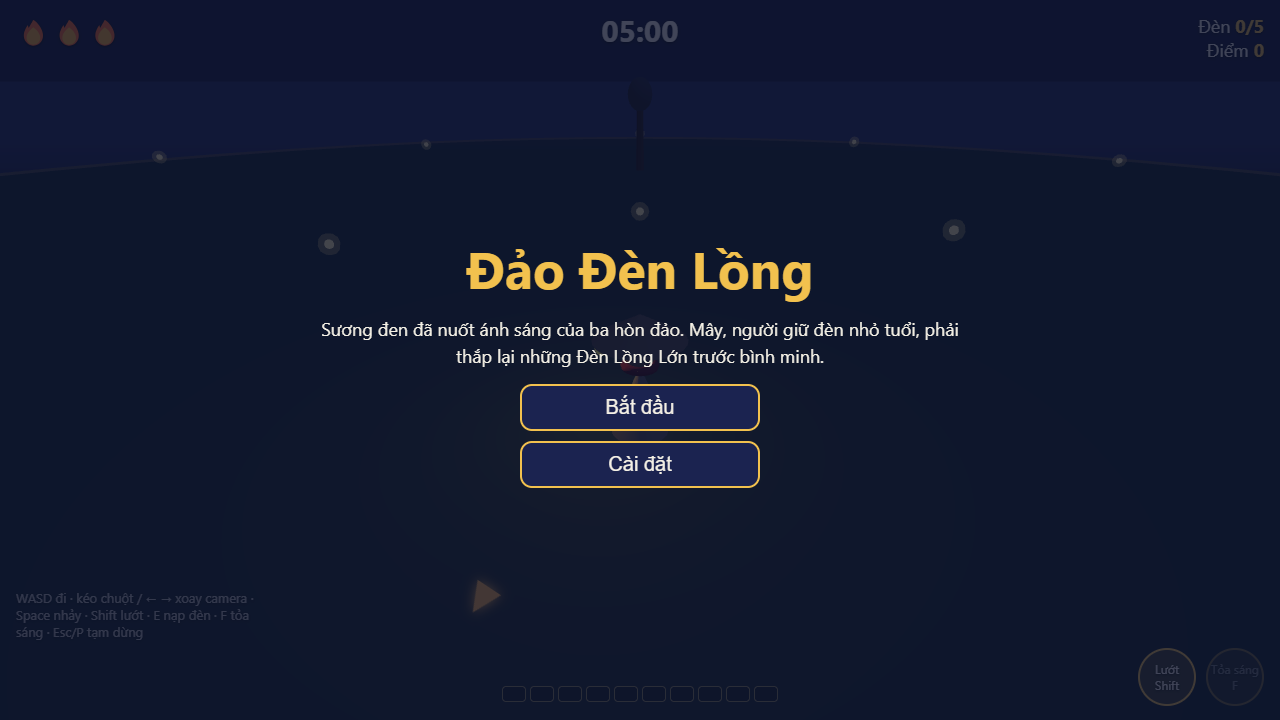 05:00
Đèn 0/5
Điểm 0
Đảo Đèn Lồng
Sương đen đã nuốt ánh sáng của ba hòn đảo. Mây, người giữ đèn nhỏ tuổi, phải
thắp lại những Đèn Lồng Lớn trước bình minh.
Bắt đầu
Cài đặt
WASD đi · kéo chuột / ← → xoay camera ·
Space nhảy · Shift lướt · E nạp đèn · F tỏa
sáng · Esc/P tạm dừng
Lướt
Shift
Tỏa sáng
F